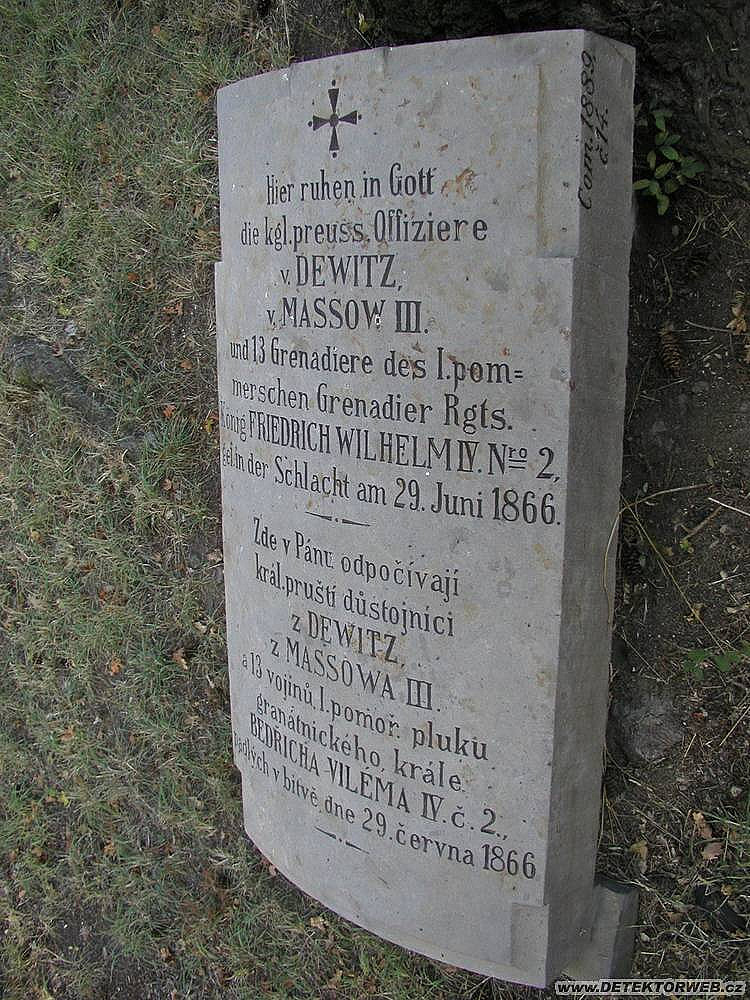 Hier ruhen in Gott
die kgl. preuss. Offiziere
v. DEWITZ,
v. MASSOW III.
und 13 Grenadiere des I. pom=
merschen Grenadier Rgts.
König FRIEDRICH WILHELM IV. Nro 2,
gef. in der Schlacht am 29. Juni 1866.
Zde v Pánu odpočívají
král. pruští důstojníci
z DEWITZ,
z MASSOWA III.
a 13 vojínů, I. pomoř. pluku
granátnického, krále
BEDŘICHA VILÉMA IV. č. 2.,
padlých v bitvě dne 29. června 1866
Com. 1889.
č 14.
www.DETEKTORWEB.cz